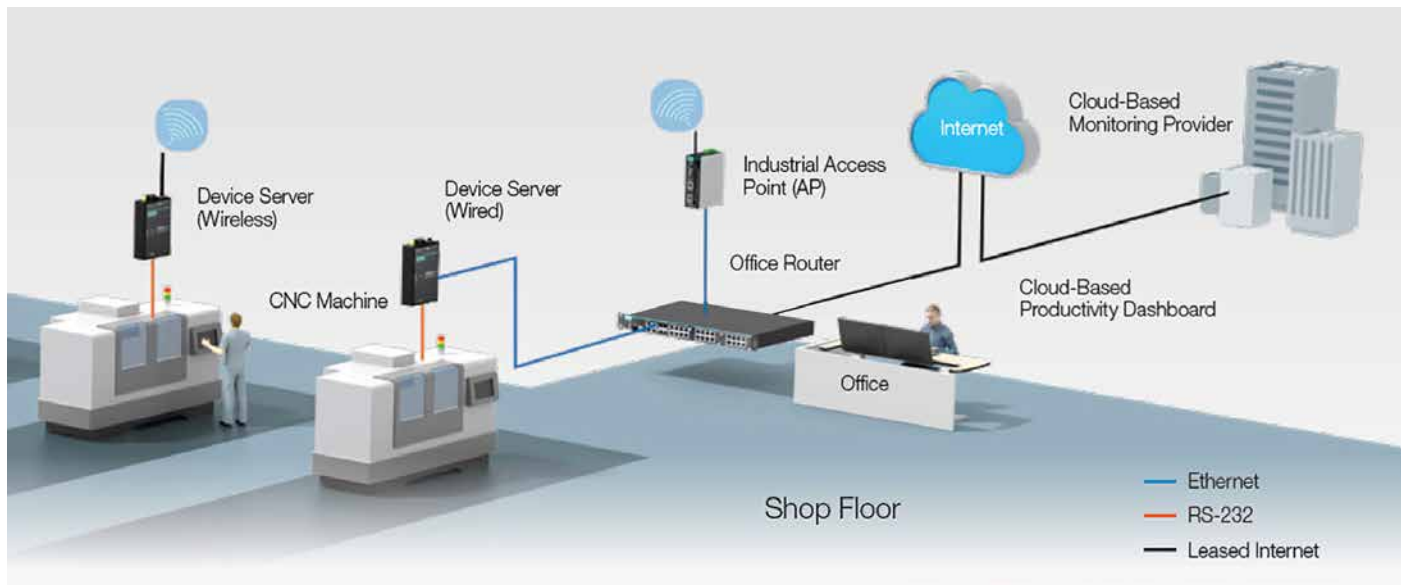 Device Server
(Wireless)
CNC Machine
Device Server
(Wired)
Industrial Access
Point (AP)
Office Router
Internet
Cloud-Based
Monitoring Provider
Cloud-Based
Productivity Dashboard
Office
Shop Floor
Ethernet
RS-232
Leased Internet